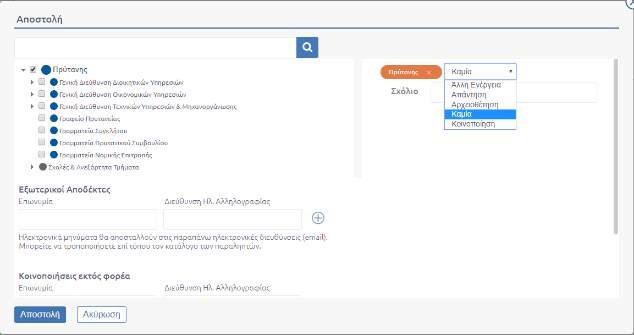 Αποστολή
Πρύτανης
Γενική Διεύθυνση Διοικητικών Υπηρεσιών
Γενική Διεύθυνση Οικονομικών Υπηρεσιών
Γενική Διεύθυνση Τεχνικών Υπηρεσιών & Μηχανοργάνωσης
Γραφείο Πρυτανείας
Γραμματεία Συγκλήτου
Γραμματεία Πρυτανικού Συμβουλίου
Γραμματεία Νομικής Επιτροπής
Σχολές & Ανεξάρτητα Τμήματα
Πρύτανης ×
Καμία
Σχόλιο
Άλλη Ενέργεια
Απάντηση
Αρχειοθέτηση
Καμία
Κοινοποίηση
Εξωτερικοί Αποδέκτες
Επωνυμία Διεύθυνση Ηλ. Αλληλογραφίας
Ηλεκτρονικά μηνύματα θα αποσταλλούν στις παραπάνω ηλεκτρονικές διευθύνσεις (email).
Μπορείτε να τροποποιήσετε επί τόπου τον κατάλογο των παραληπτών.
Κοινοποιήσεις εκτός φορέα
Επωνυμία Διεύθυνση Ηλ. Αλληλογραφίας
Αποστολή Ακύρωση